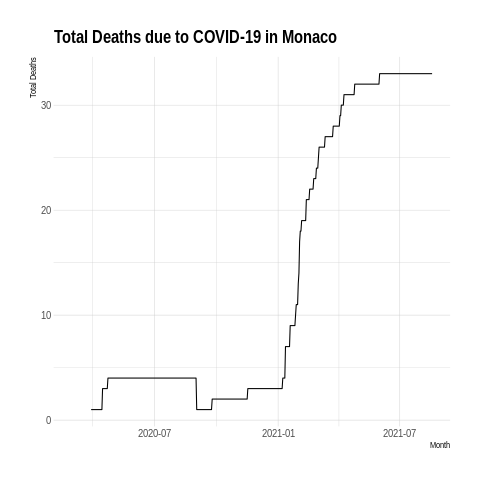 Total Deaths due to COVID-19 in Monaco
Total Deaths
30
20
10
0
2020-07
2021-01
2021-07
Month